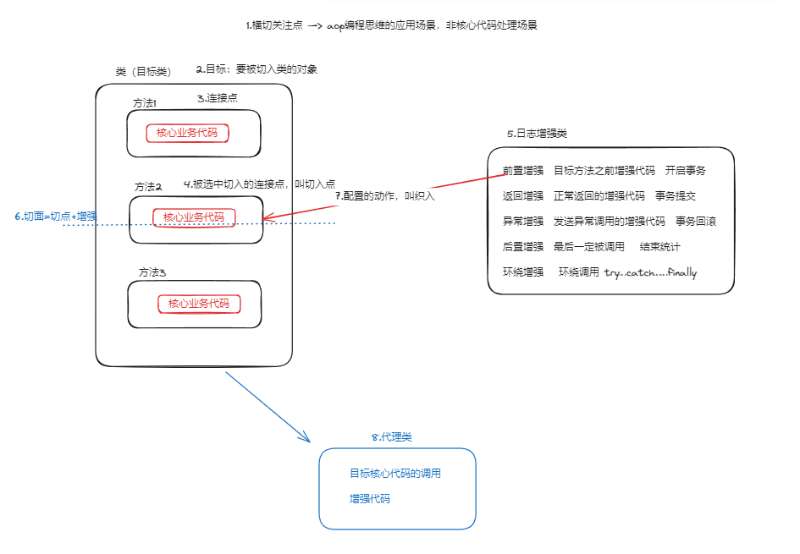 1.横切关注点 —> aop编程思维的应用场景，非核心代码处理场景
类（目标类） 2.目标：要被切入类的对象
方法1 3.连接点
核心业务代码
方法2 4.被选中切入的连接点，叫切入点
核心业务代码
6.切面=切点+增强
方法3
核心业务代码
7.配置的动作，叫织入
5.日志增强类
前置增强 目标方法之前增强代码 开启事务
返回增强 正常返回的增强代码 事务提交
异常增强 发送异常调用的增强代码 事务回滚
后置增强 最后一定被调用 结束统计
环绕增强 环绕调用 try..catch....finally
8.代理类
目标核心代码的调用
增强代码